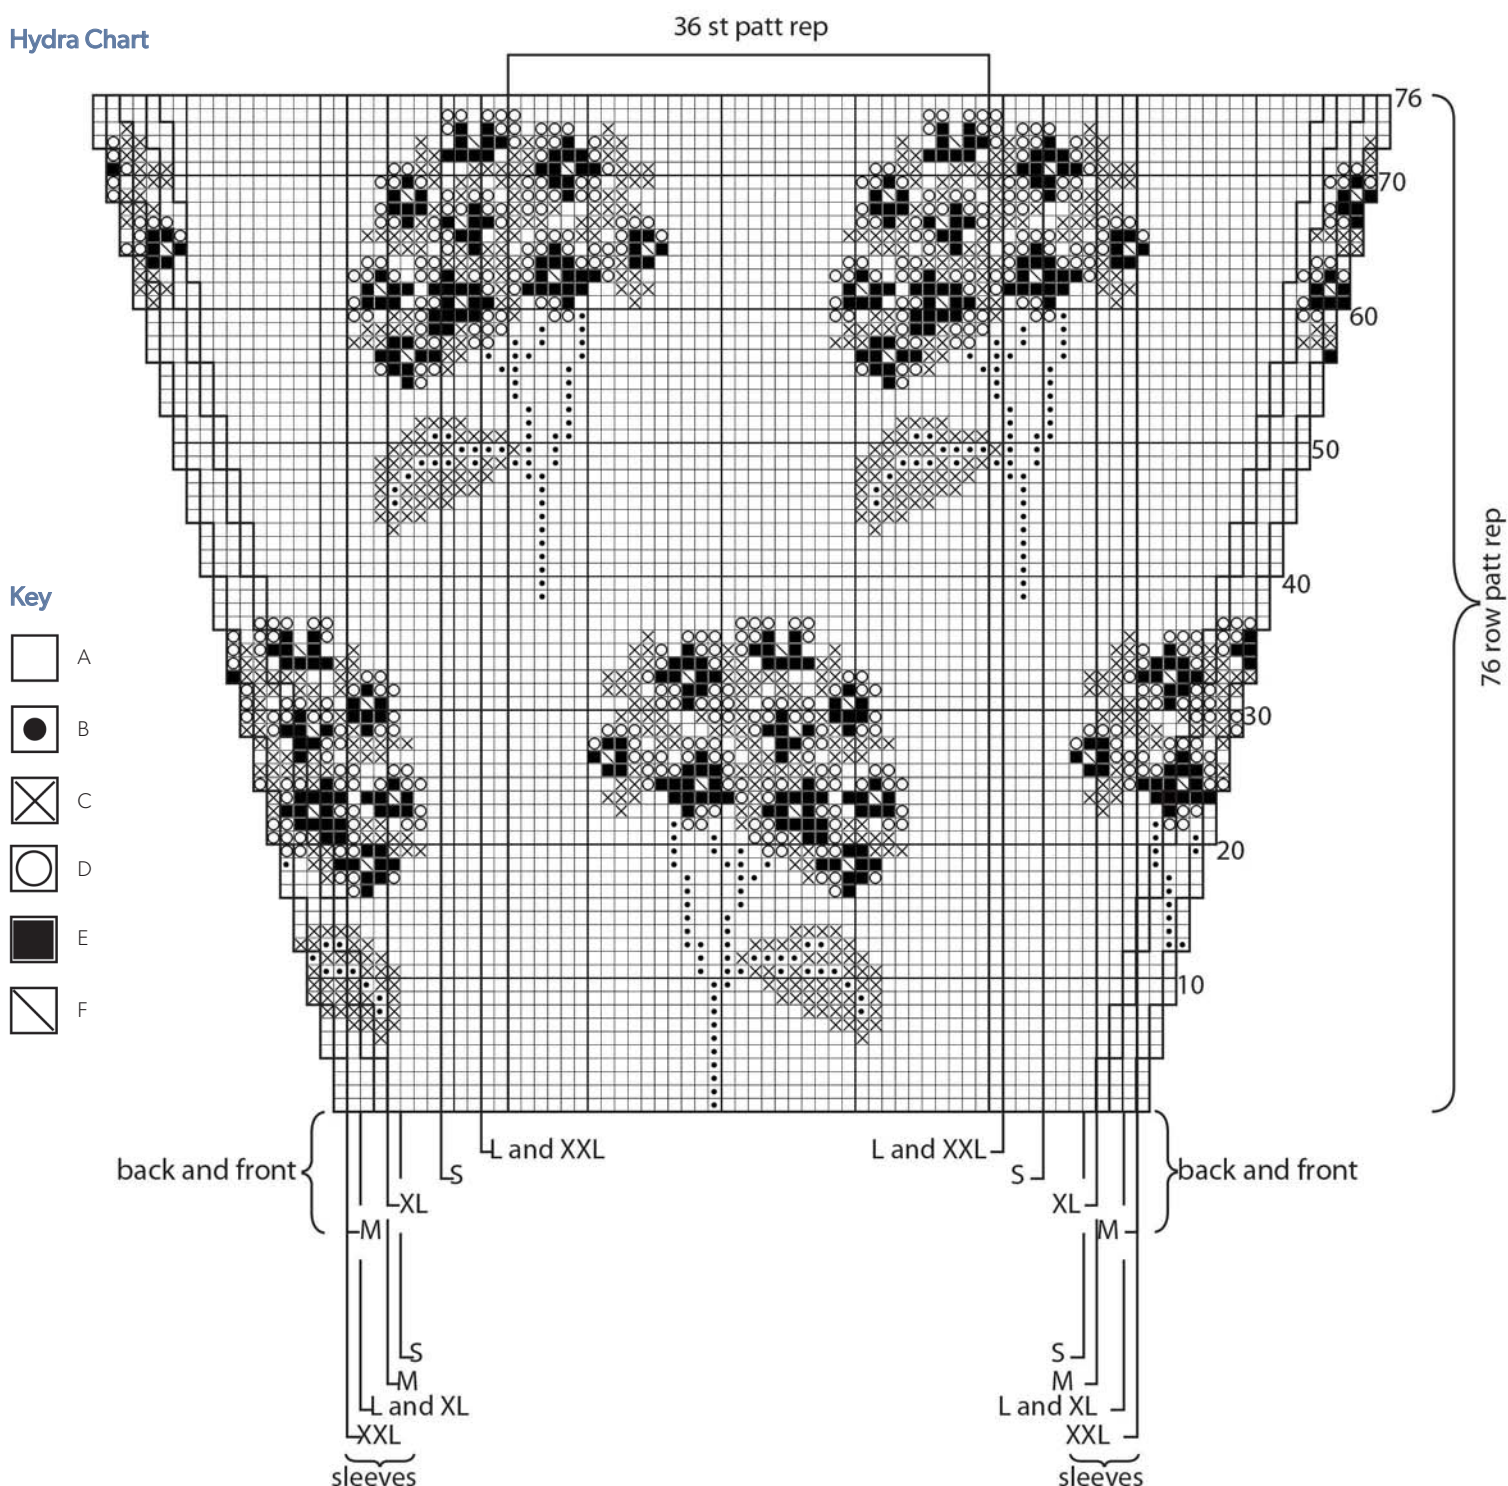 Hydra Chart
36 st patt rep
76
70
60
50
40
30
20
10
76 row patt rep
Key
A
B
C
D
E
F
L and XXL
L and XXL
back and front
S
S
back and front
XL
XL
M
M
S
S
M
M
L and XL
L and XL
XXL
XXL
sleeves
sleeves